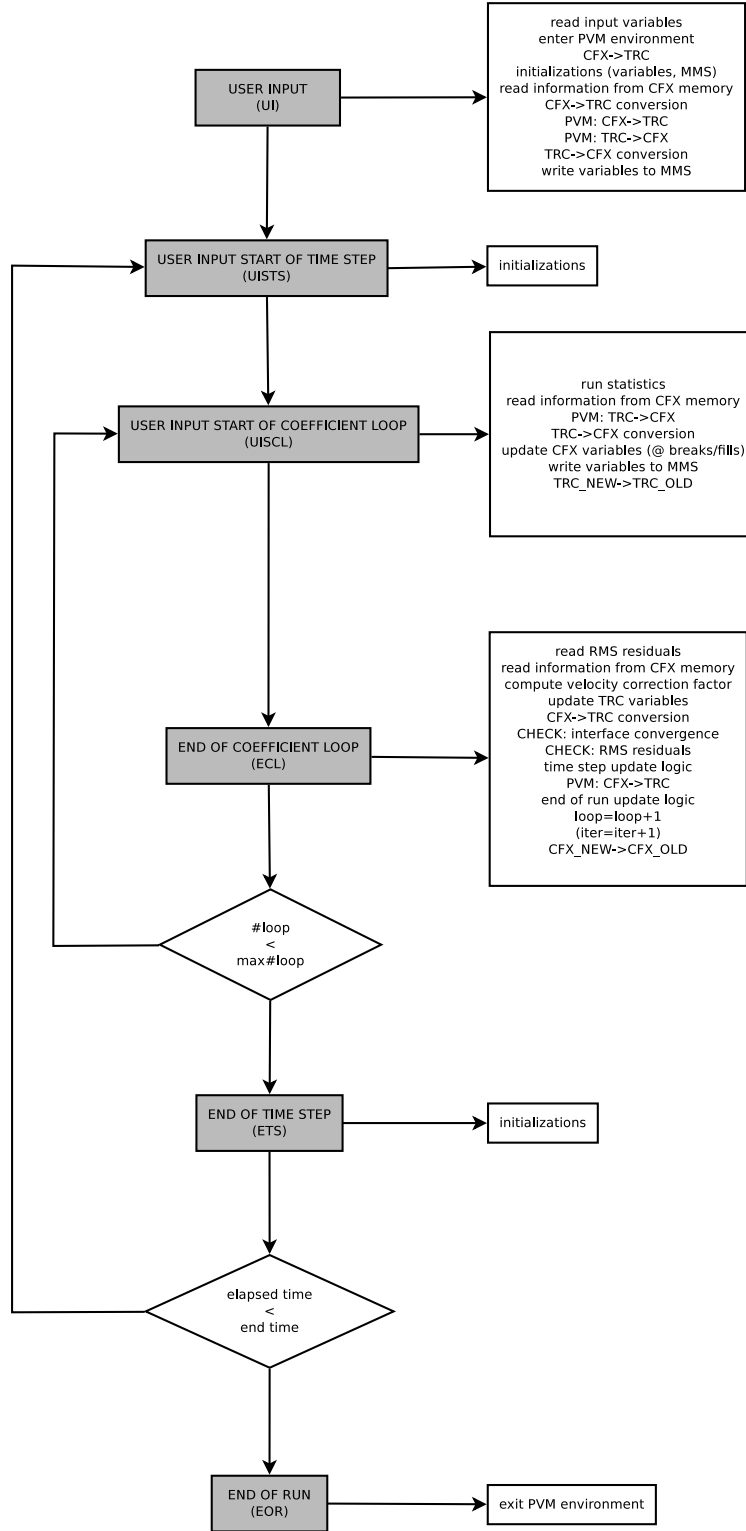 read input variables
enter PVM environment
CFX->TRC
initializations (variables, MMS)
read information from CFX memory
CFX->TRC conversion
PVM: CFX->TRC
PVM: TRC->CFX
TRC->CFX conversion
write variables to MMS
USER INPUT
(UI)
USER INPUT START OF TIME STEP
(UISTS)
initializations
run statistics
read information from CFX memory
PVM: TRC->CFX
TRC->CFX conversion
update CFX variables (@ breaks/fills)
write variables to MMS
TRC_NEW->TRC_OLD
USER INPUT START OF COEFFICIENT LOOP
(UISCL)
read RMS residuals
read information from CFX memory
compute velocity correction factor
update TRC variables
CFX->TRC conversion
CHECK: interface convergence
CHECK: RMS residuals
time step update logic
PVM: CFX->TRC
end of run update logic
loop=loop+1
(iter=iter+1)
CFX_NEW->CFX_OLD
END OF COEFFICIENT LOOP
(ECL)
#loop
<
max#loop
END OF TIME STEP
(ETS)
initializations
elapsed time
<
end time
END OF RUN
(EOR)
exit PVM environment